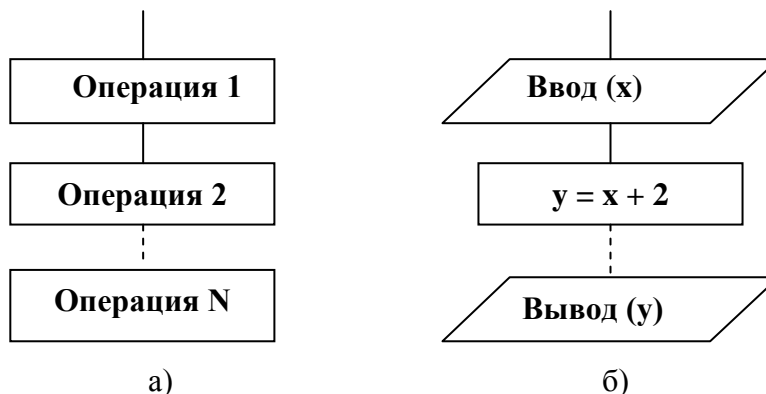 Операция 1
Операция 2
Операция N
а)
Ввод (x)
y = x + 2
Вывод (y)
б)